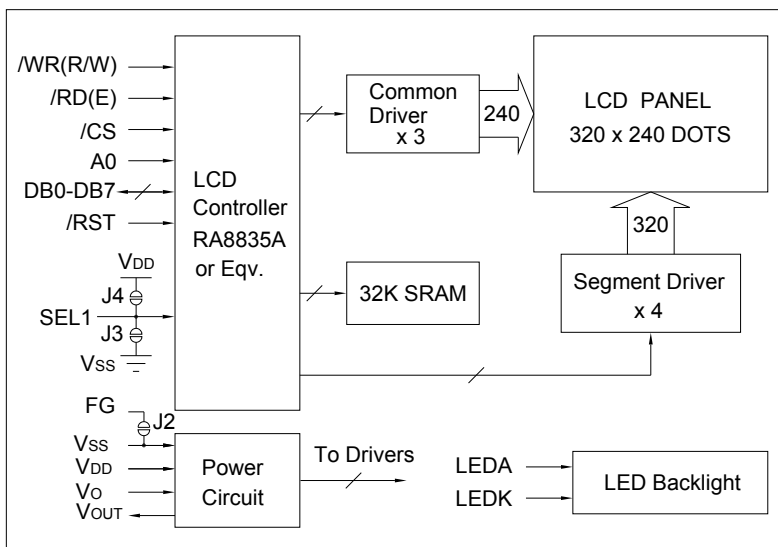 /WR(R/W)
/RD(E)
/CS
A0
DB0-DB7
/RST
VDD
J4
SEL1
J3
VSS
FG
J2
VSS
VDD
VO
VOUT
LCD
Controller
RA8835A
or Eqv.
Power
Circuit
Common
Driver
x 3
240
LCD PANEL
320 x 240 DOTS
320
32K SRAM
Segment Driver
x 4
To Drivers
LEDA
LEDK
LED Backlight